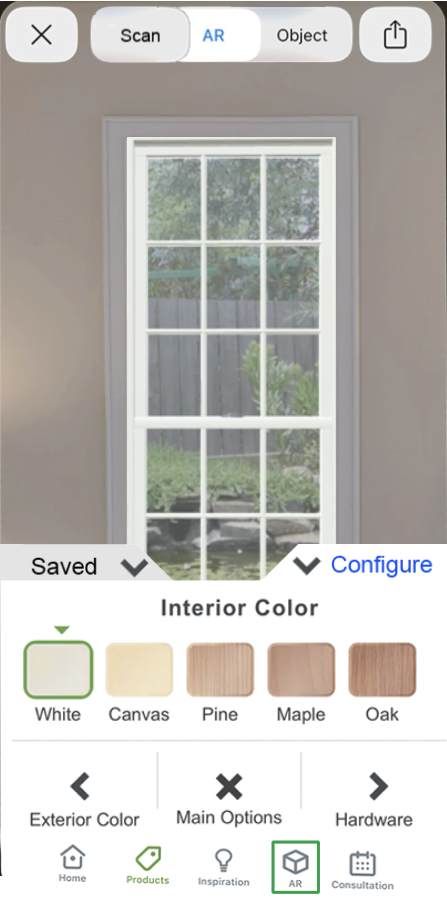 Scan AR Object
Saved Configure
Interior Color
White Canvas Pine Maple Oak
Exterior Color Main Options Hardware
Home Products Inspiration AR Consultation